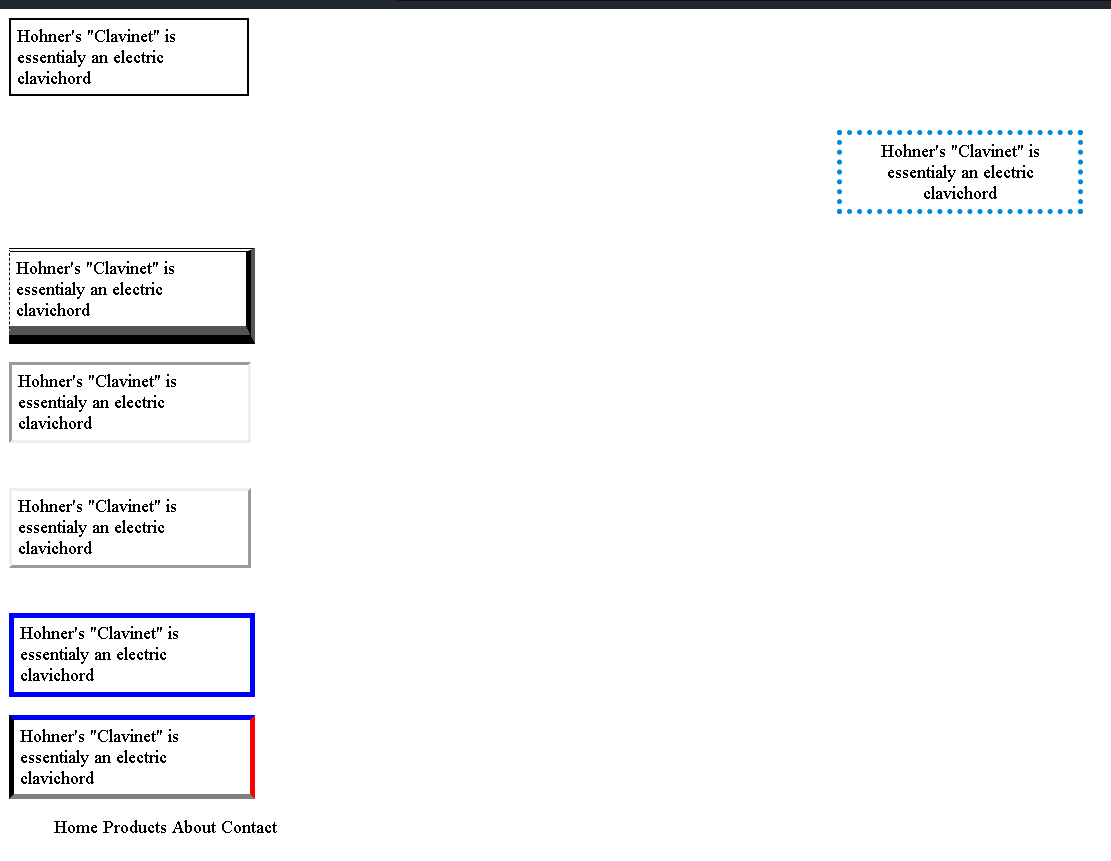 Hohner's "Clavinet" is
essentialy an electric
clavichord
Hohner's "Clavinet" is
essentialy an electric
clavichord
Hohner's "Clavinet" is
essentialy an electric
clavichord
Hohner's "Clavinet" is
essentialy an electric
clavichord
Hohner's "Clavinet" is
essentialy an electric
clavichord
Hohner's "Clavinet" is
essentialy an electric
clavichord
Hohner's "Clavinet" is
essentialy an electric
clavichord
Home Products About Contact